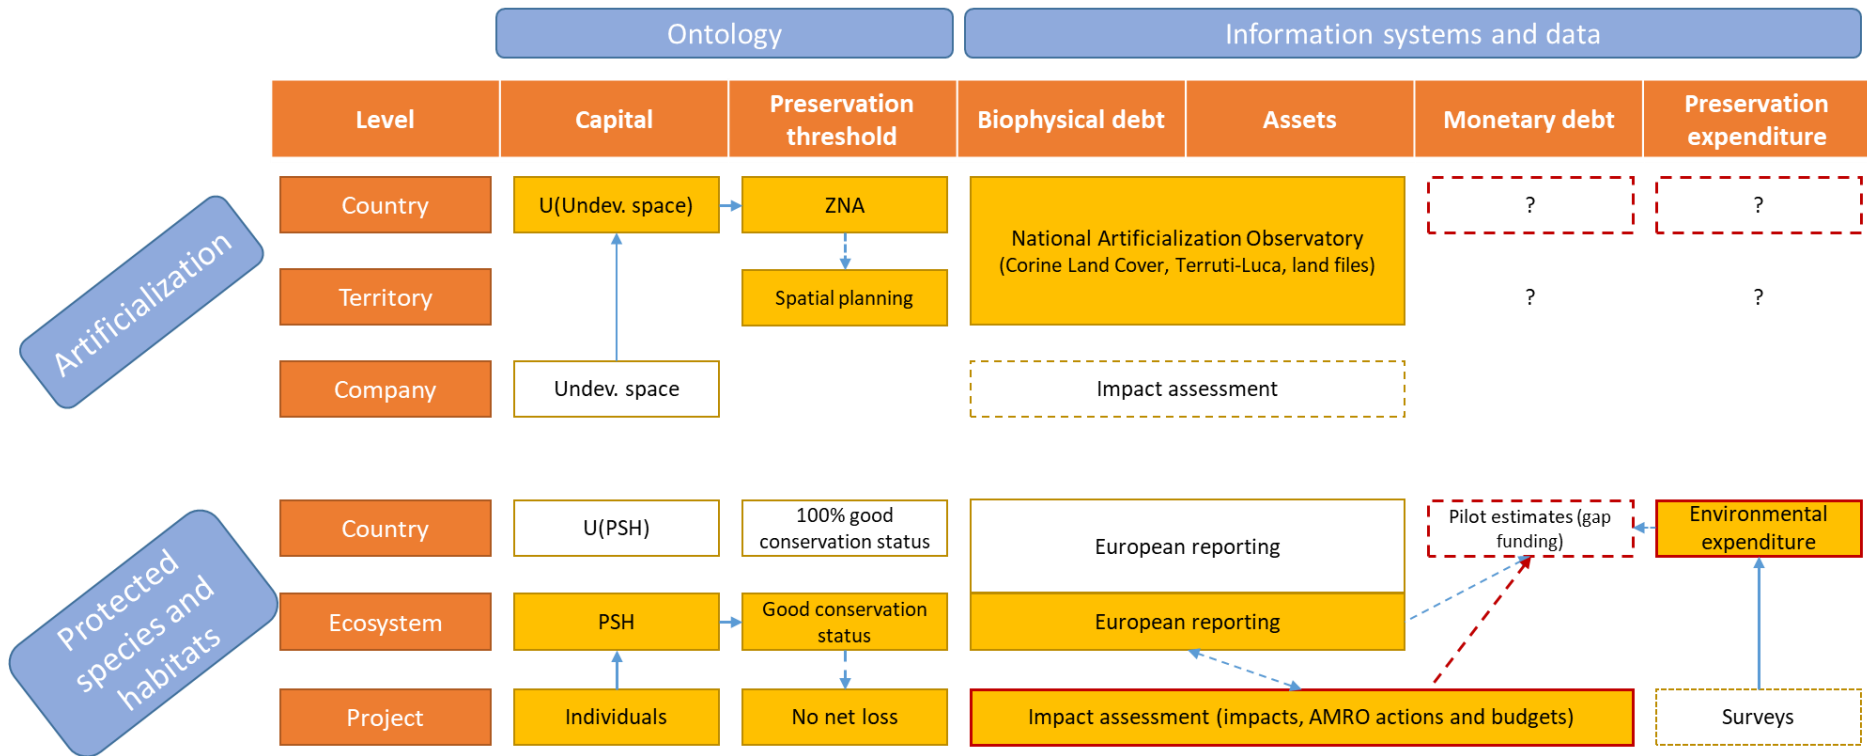 Ontology
Information systems and data
Level
Capital
Preservation
threshold
Biophysical debt
Assets
Monetary debt
Preservation
expenditure
Artificialization
Country
U(Undev. space)
ZNA
National Artificialization Observatory
(Corine Land Cover, Terruti-Luca, land files)
?
?
Territory
Spatial planning
?
?
Company
Undev. space
Impact assessment
Protected
species and
habitats
Country
U(PSH)
100% good
conservation status
European reporting
Pilot estimates (gap
funding)
Environmental
expenditure
Ecosystem
PSH
Good conservation
status
European reporting
Project
Individuals
No net loss
Impact assessment (impacts, AMRO actions and budgets)
Surveys